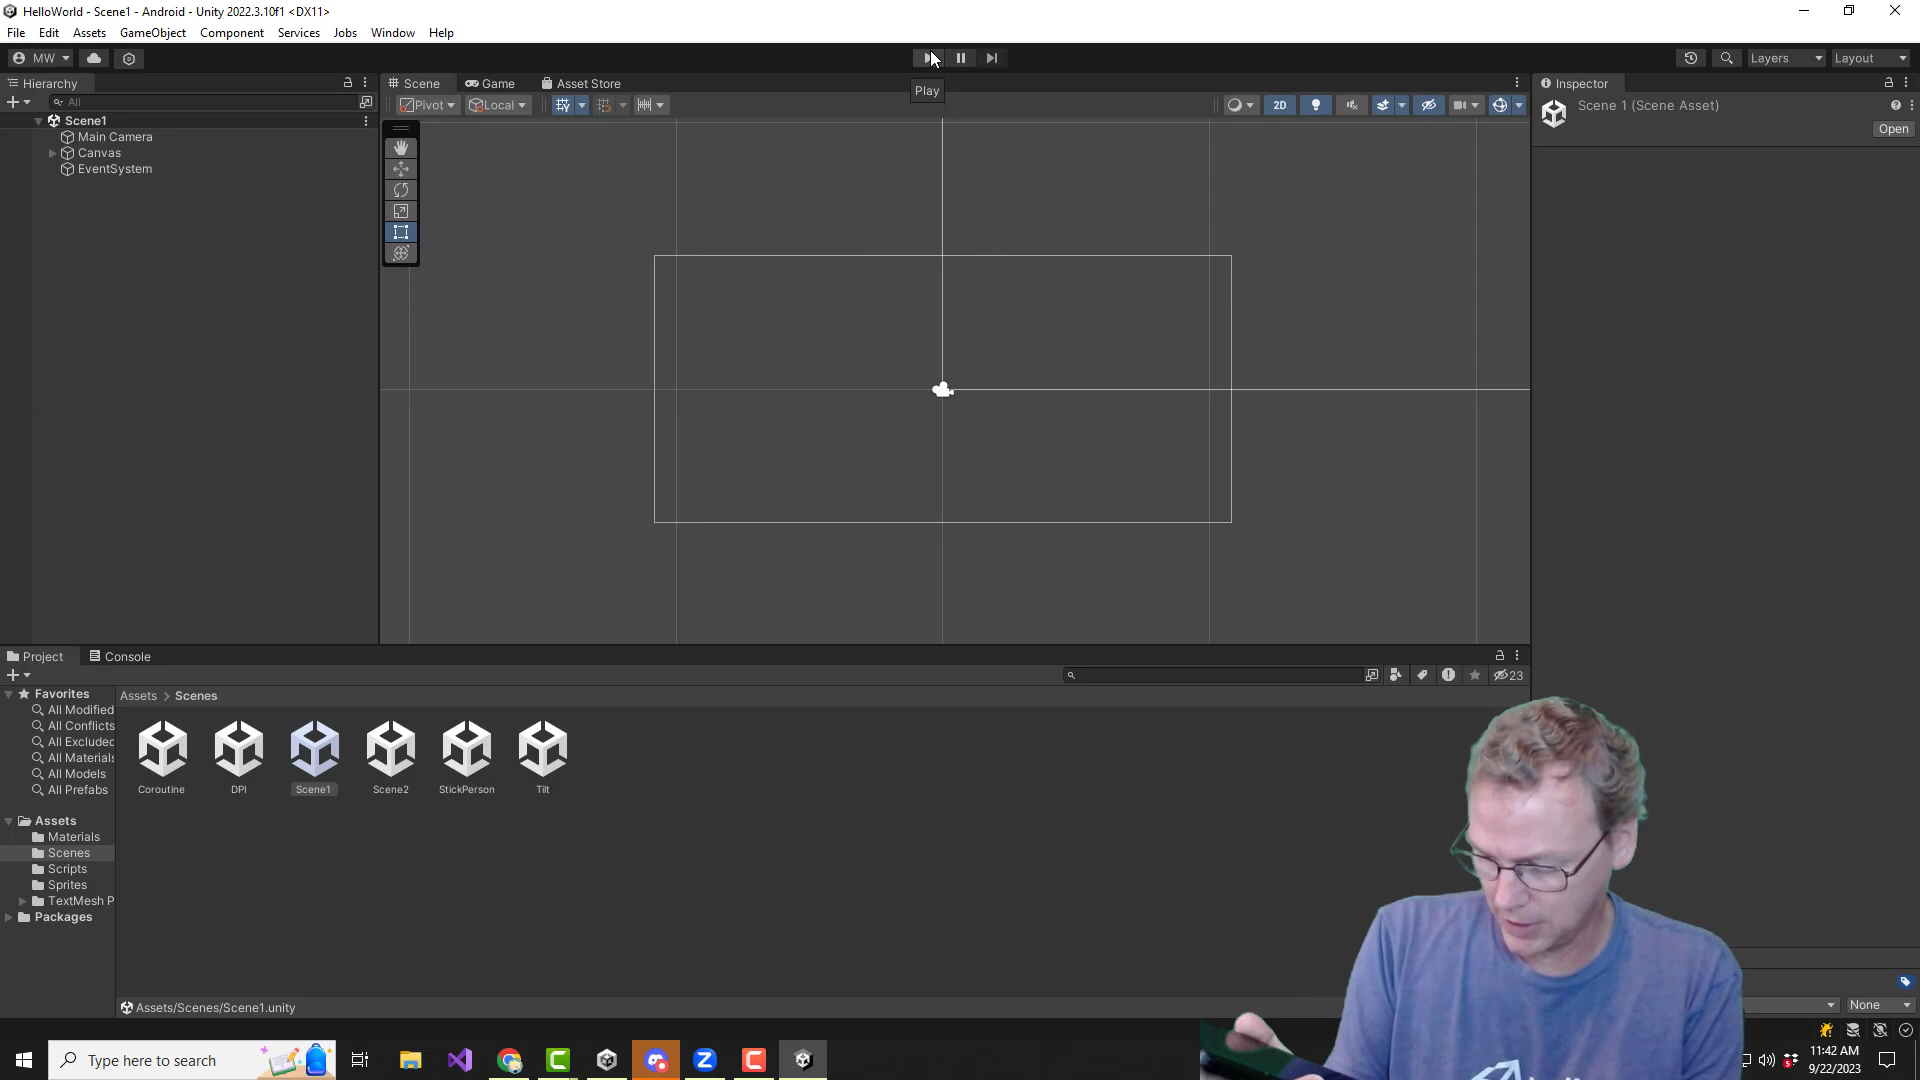 HelloWorld - Scene1 - Android - Unity 2022.3.10f1 <DX11>
File Edit Assets GameObject Component Services Jobs Window Help
MW
Layers Layout
Play
Hierarchy
All
Scene1
Main Camera
Canvas
EventSystem
Scene Game Asset Store
Pivot Local
2D
Inspector
Scene 1 (Scene Asset)
Open
Project Console
23
Favorites
All Modified
All Conflicts
All Excluded
All Materials
All Models
All Prefabs
Assets
Materials
Scenes
Scripts
Sprites
TextMesh P
Packages
Assets > Scenes
Coroutine DPI Scene1 Scene2 StickPerson Tilt
Assets/Scenes/Scene1.unity
None
Type here to search
11:42 AM
9/22/2023